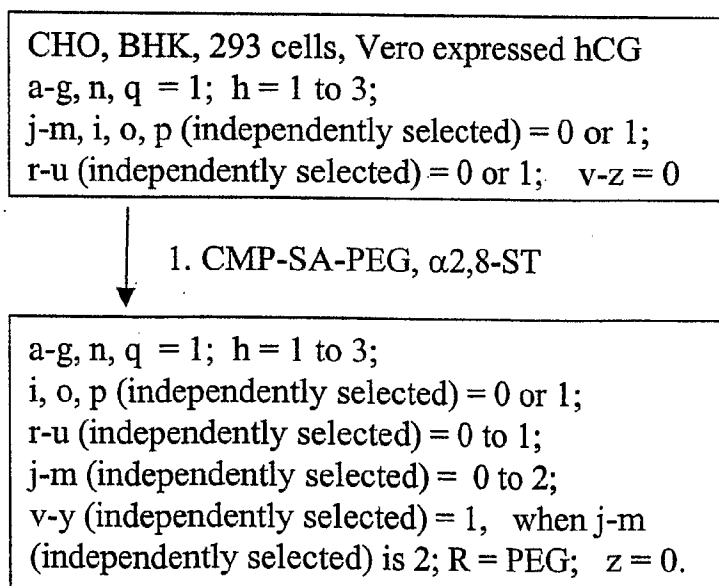 CHO, BHK, 293 cells, Vero expressed hCG
a-g, n, q = 1; h = 1 to 3;
j-m, i, o, p (independently selected) = 0 or 1;
r-u (independently selected) = 0 or 1; v-z = 0
1. CMP-SA-PEG, α2,8-ST
a-g, n, q = 1; h = 1 to 3;
i, o, p (independently selected) = 0 or 1;
r-u (independently selected) = 0 to 1;
j-m (independently selected) = 0 to 2;
v-y (independently selected) = 1, when j-m
(independently selected) is 2; R = PEG; z = 0.